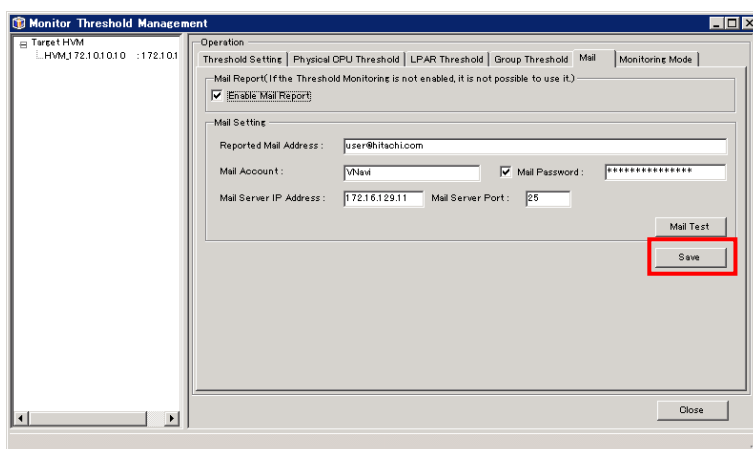 Monitor Threshold Management
Target HVM
HVM_172.10.10.10 :172.10.1
Operation
Threshold Setting Physical CPU Threshold LPAR Threshold Group Threshold Mail Monitoring Mode
Mail Report(If the Threshold Monitoring is not enabled, it is not possible to use it.)
Enable Mail Report
Mail Setting
Reported Mail Address : user@hitachi.com
Mail Account : VNavi Mail Password : ***************
Mail Server IP Address : 172.16.129.11 Mail Server Port : 25
Mail Test
Save
Close